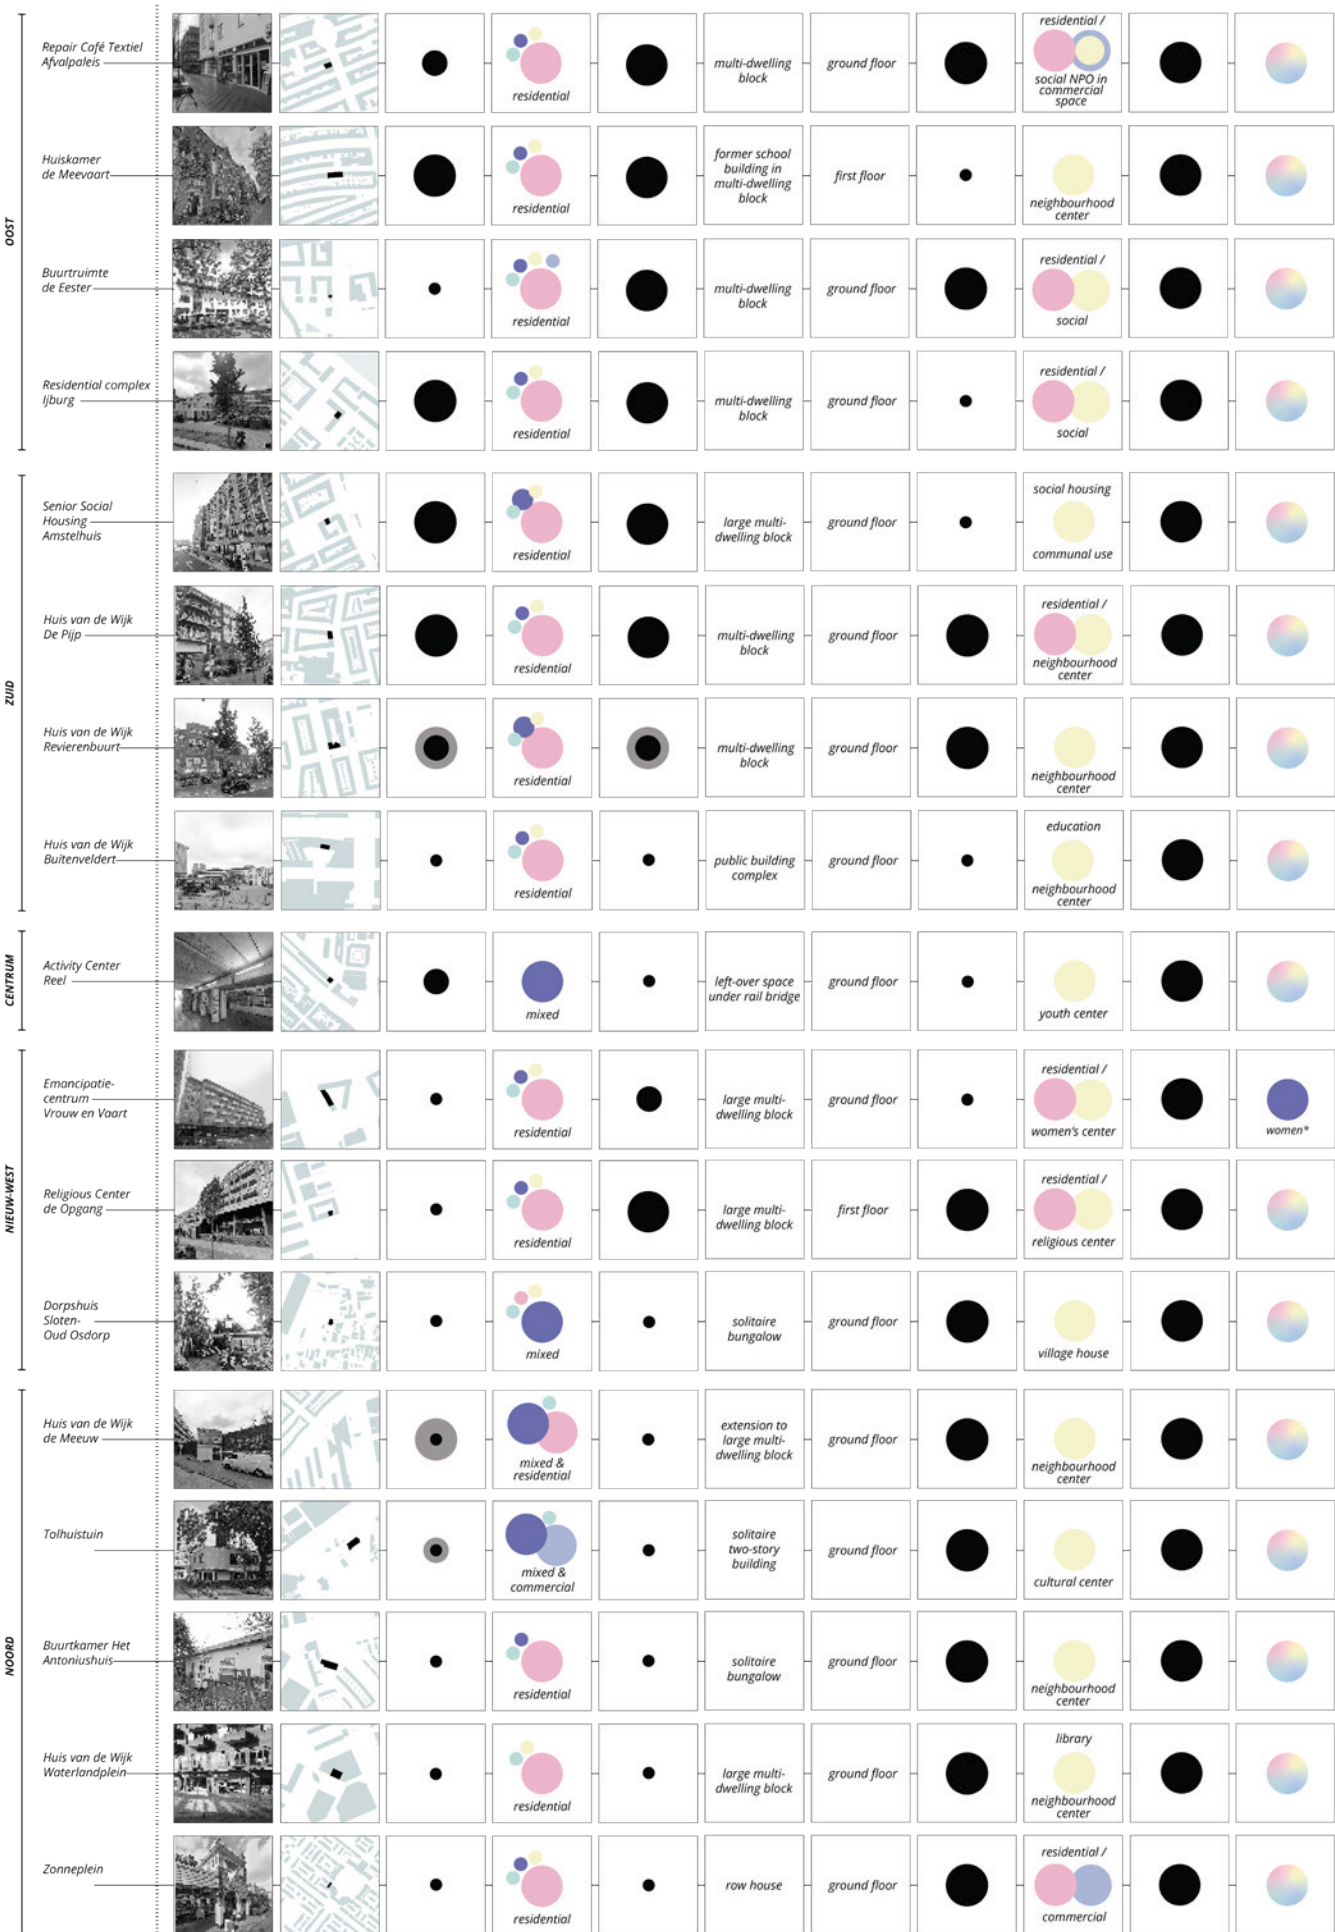 OOST
Repair Café Textiel
Afvalpaleis
residential
multi-dwelling
block
ground floor
residential /
social NPO in
commercial
space
Huiskamer
de Meevaart
residential
former school
building in
multi-dwelling
block
first floor
neighbourhood
center
Buurtruimte
de Eester
residential
multi-dwelling
block
ground floor
residential /
social
Residential complex
Ijburg
residential
multi-dwelling
block
ground floor
residential /
social
ZUID
Senior Social
Housing
Amstelhuis
residential
large multi-
dwelling block
ground floor
social housing
communal use
Huis van de Wijk
De Pijp
residential
multi-dwelling
block
ground floor
residential /
neighbourhood
center
Huis van de Wijk
Revierenbuurt
residential
multi-dwelling
block
ground floor
neighbourhood
center
Huis van de Wijk
Buitenveldert
residential
public building
complex
ground floor
education
neighbourhood
center
CENTRUM
Activity Center
Reel
mixed
left-over space
under rail bridge
ground floor
youth center
NIEUW-WEST
Emancipatie-
centrum
Vrouw en Vaart
residential
large multi-
dwelling block
ground floor
residential /
women's center
women*
Religious Center
de Opgang
residential
large multi-
dwelling block
first floor
residential /
religious center
Dorpshuis
Sloten-
Oud Osdorp
mixed
solitaire
bungalow
ground floor
village house
NOORD
Huis van de Wijk
de Meeuw
mixed &
residential
extension to
large multi-
dwelling block
ground floor
neighbourhood
center
Tolhuistuin
mixed &
commercial
solitaire
two-story
building
ground floor
cultural center
Buurtkamer Het
Antoniushuis
residential
solitaire
bungalow
ground floor
neighbourhood
center
Huis van de Wijk
Waterlandplein
residential
large multi-
dwelling block
ground floor
library
neighbourhood
center
Zonneplein
residential
row house
ground floor
residential /
commercial